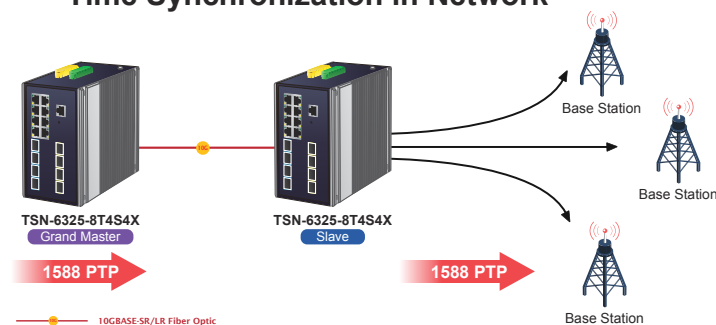 Time Synchronization in Network
Base Station
Base Station
10G
TSN-6325-8T4S4X
Grand Master
TSN-6325-8T4S4X
Slave
1588 PTP
1588 PTP
Base Station
10G
10GBASE-SR/LR Fiber Optic